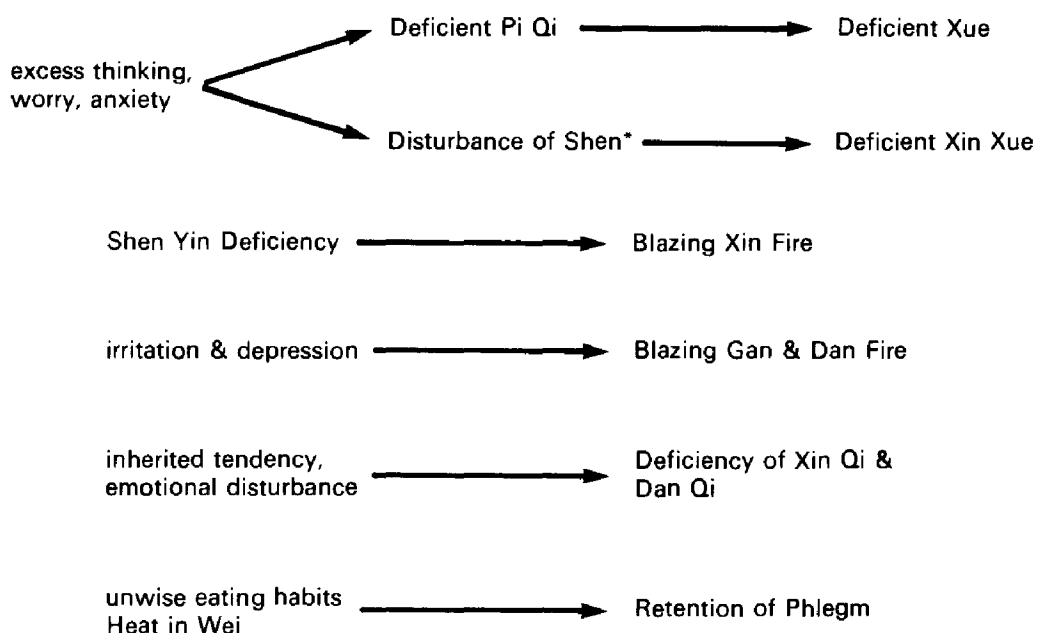 Deficient Pi Qi
Deficient Xue
excess thinking,
worry, anxiety
Disturbance of Shen*
Deficient Xin Xue
Shen Yin Deficiency
Blazing Xin Fire
irritation & depression
Blazing Gan & Dan Fire
inherited tendency,
emotional disturbance
Deficiency of Xin Qi &
Dan Qi
unwise eating habits
Heat in Wei
Retention of Phlegm